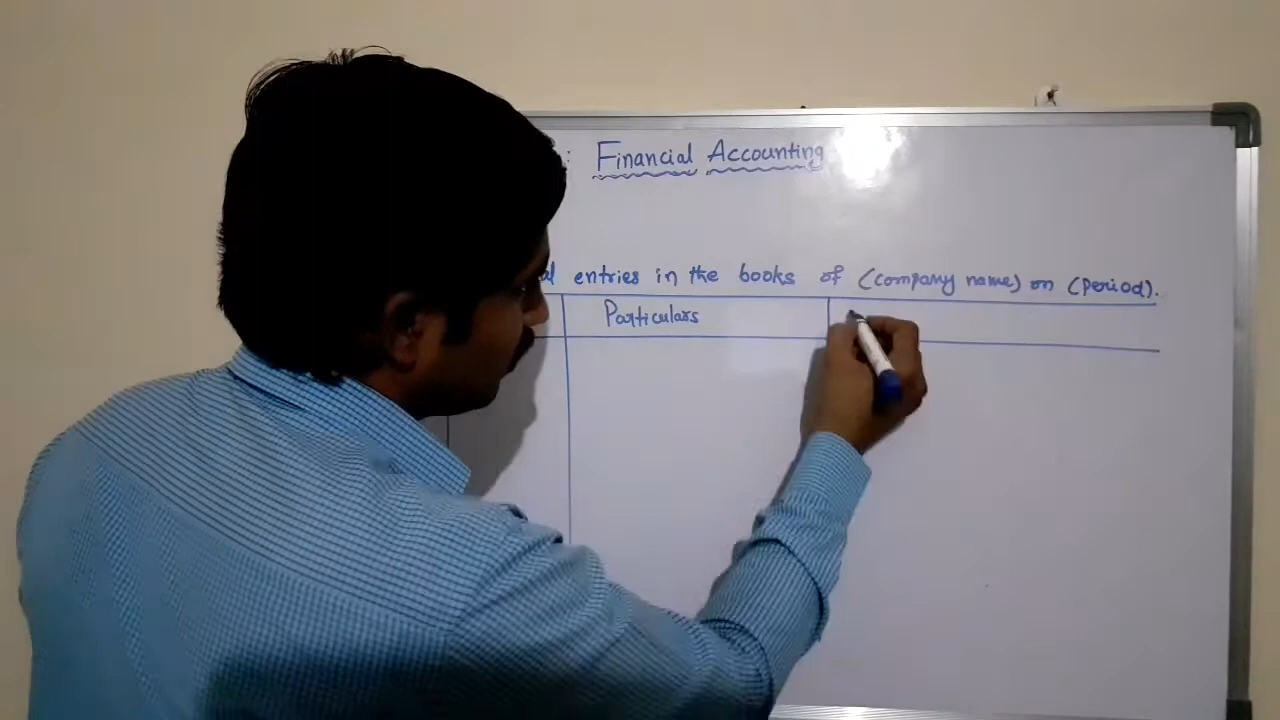 : Financial Accounting
entries in the books of (company name) on (period).
Particulars